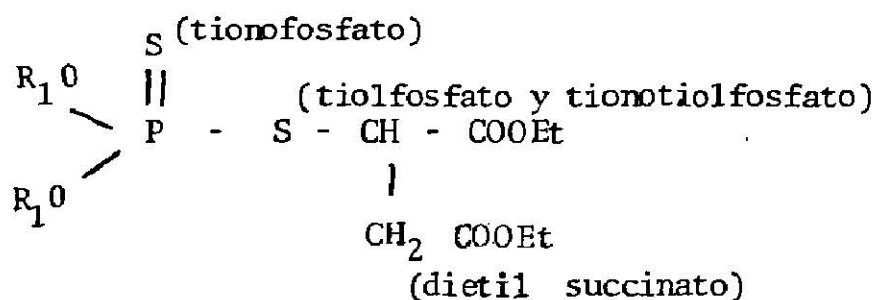 S (tionofosfato)
R₁O ||
(tiolfosfato y tionotiolfosfato)
P - S - CH - COOEt
R₁O
CH₂ COOEt
(dietil succinato)